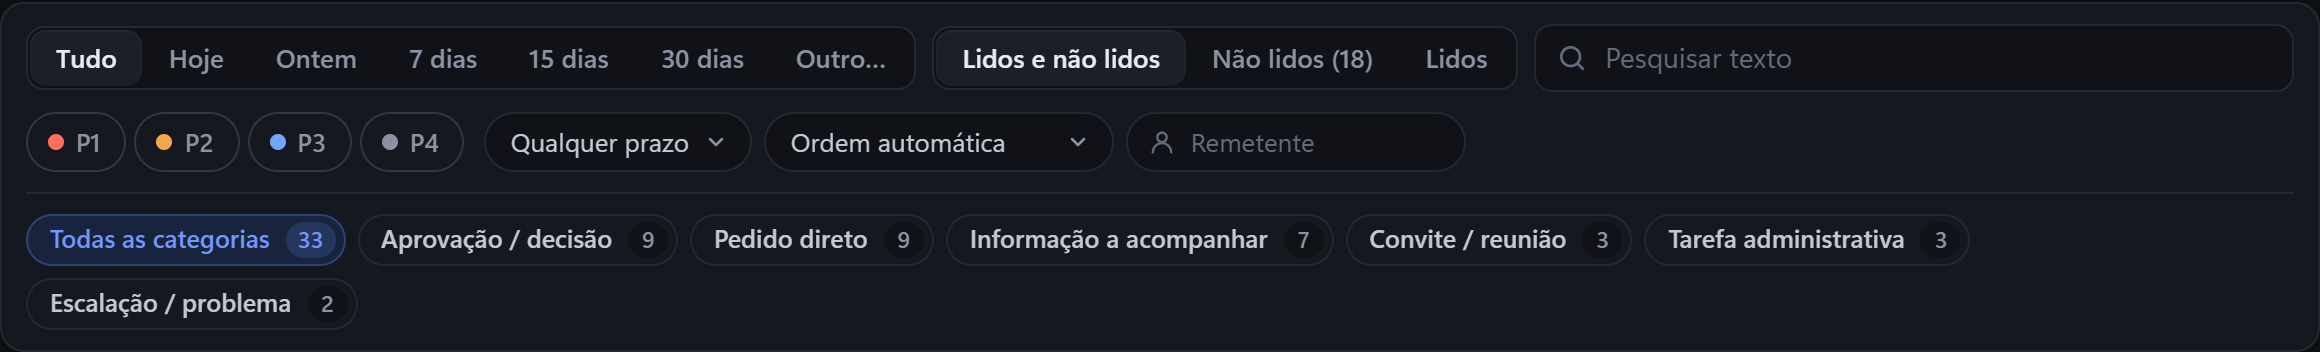 Tudo Hoje Ontem 7 dias 15 dias 30 dias Outro... Lidos e não lidos Não lidos (18) Lidos Pesquisar texto
P1 P2 P3 P4 Qualquer prazo Ordem automática Remetente
Todas as categorias 33 Aprovação / decisão 9 Pedido direto 9 Informação a acompanhar 7 Convite / reunião 3 Tarefa administrativa 3
Escalação / problema 2